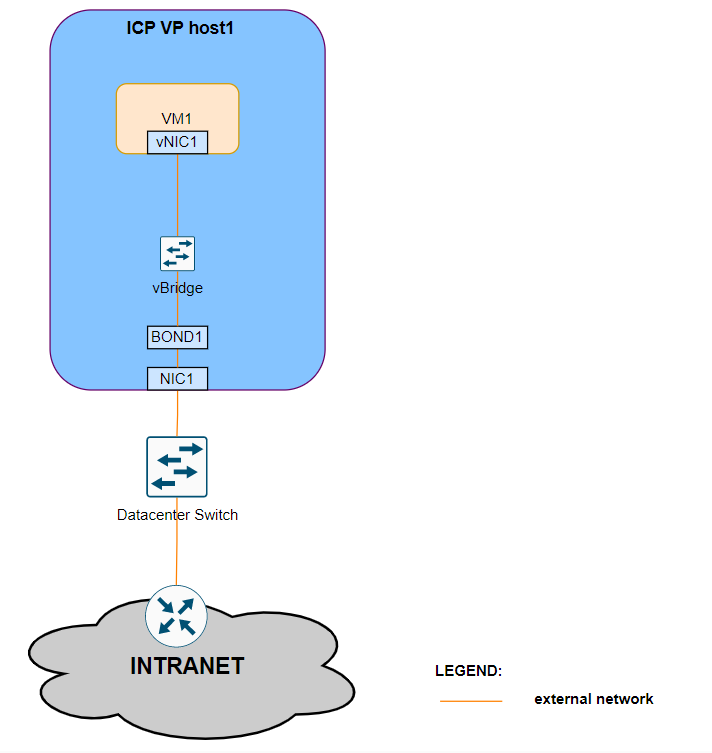 ICP VP host1
VM1
vNIC1
vBridge
BOND1
NIC1
Datacenter Switch
INTRANET
LEGEND:
external network